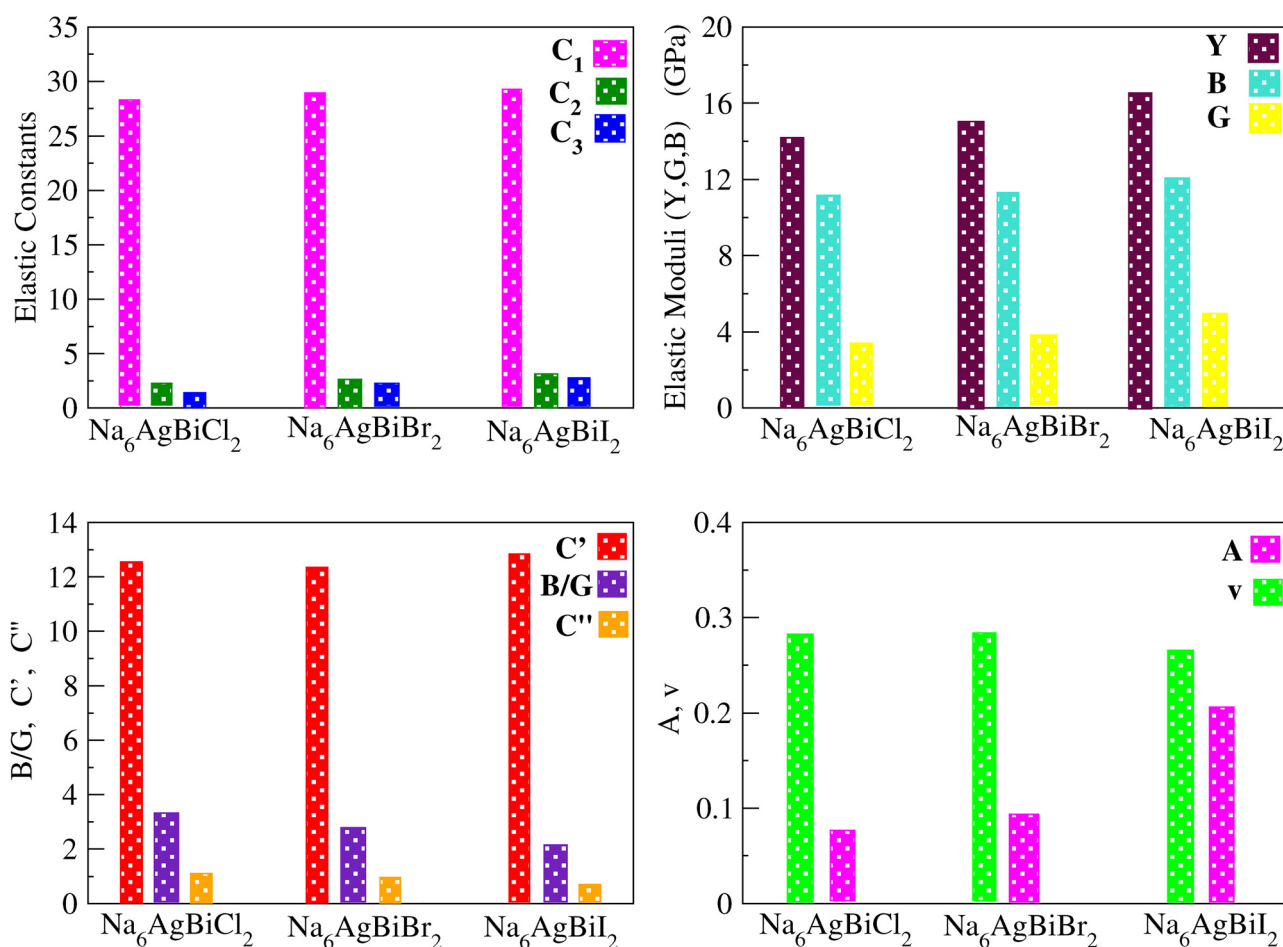 Elastic Constants
35
30
25
20
15
10
5
0
C₁
C₂
C₃
Na₆AgBiCl₂ Na₆AgBiBr₂ Na₆AgBiI₂
Elastic Moduli (Y,G,B) (GPa)
20
16
12
8
4
0
Y
B
G
Na₆AgBiCl₂ Na₆AgBiBr₂ Na₆AgBiI₂
B/G, C’, C"
14
12
10
8
6
4
2
0
C’
B/G
C"
Na₆AgBiCl₂ Na₆AgBiBr₂ Na₆AgBiI₂
A, v
0.4
0.3
0.2
0.1
0
A
v
Na₆AgBiCl₂ Na₆AgBiBr₂ Na₆AgBiI₂